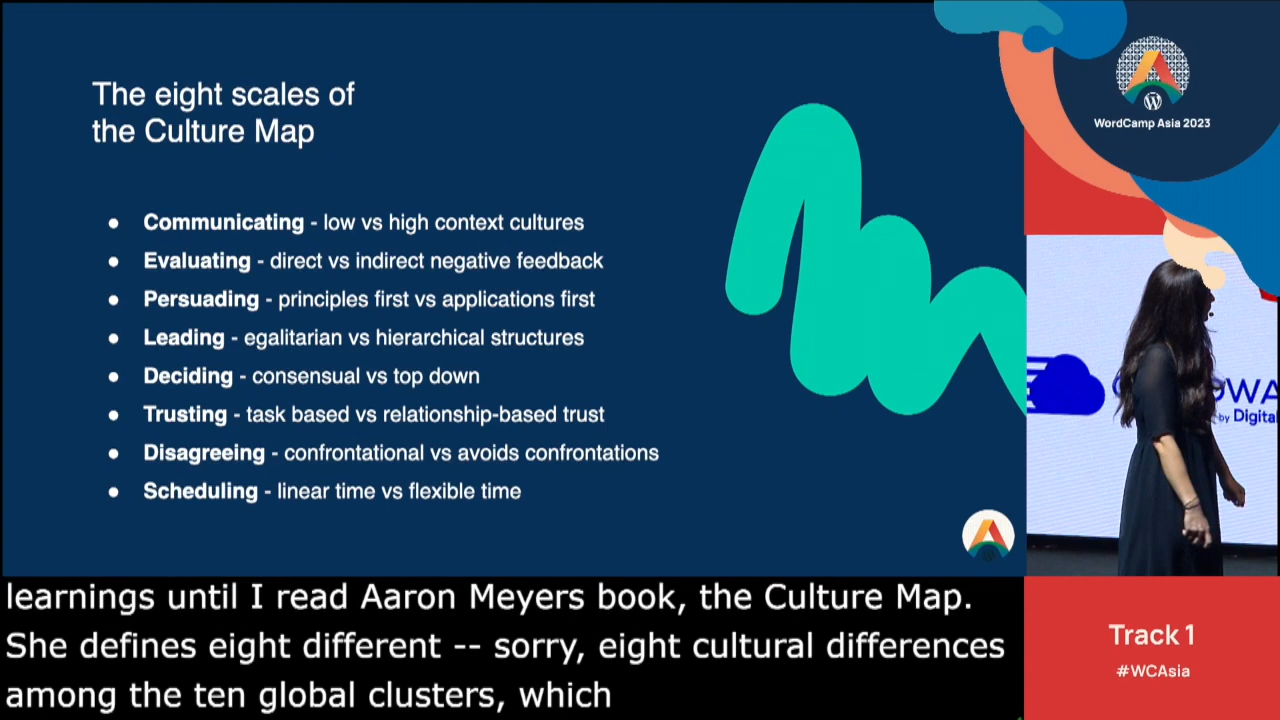 The eight scales of
the Culture Map
● Communicating - low vs high context cultures
● Evaluating - direct vs indirect negative feedback
● Persuading - principles first vs applications first
● Leading - egalitarian vs hierarchical structures
● Deciding - consensual vs top down
● Trusting - task based vs relationship-based trust
● Disagreeing - confrontational vs avoids confrontations
● Scheduling - linear time vs flexible time
WordCamp Asia 2023
by Digital
learnings until I read Aaron Meyers book, the Culture Map.
She defines eight different -- sorry, eight cultural differences
among the ten global clusters, which
Track 1
#WCAsia